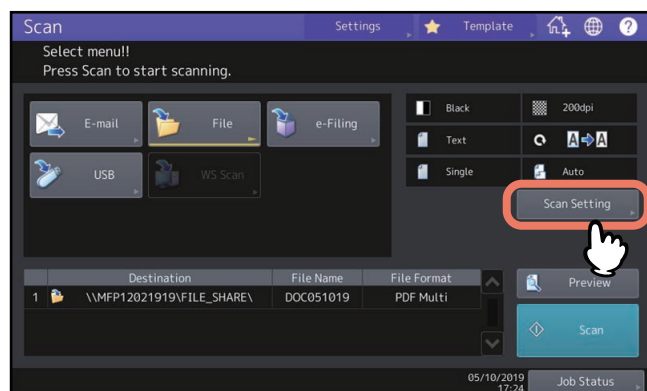 Scan
Settings
Template
?
Select menu!!
Press Scan to start scanning.
E-mail
File
e-Filing
USB
WS Scan
Black
200dpi
Text
A A
Single
Auto
Scan Setting
Destination File Name File Format
1 \\MFP12021919\FILE_SHARE\ DOC051019 PDF Multi
Preview
Scan
05/10/2019
17:24
Job Status